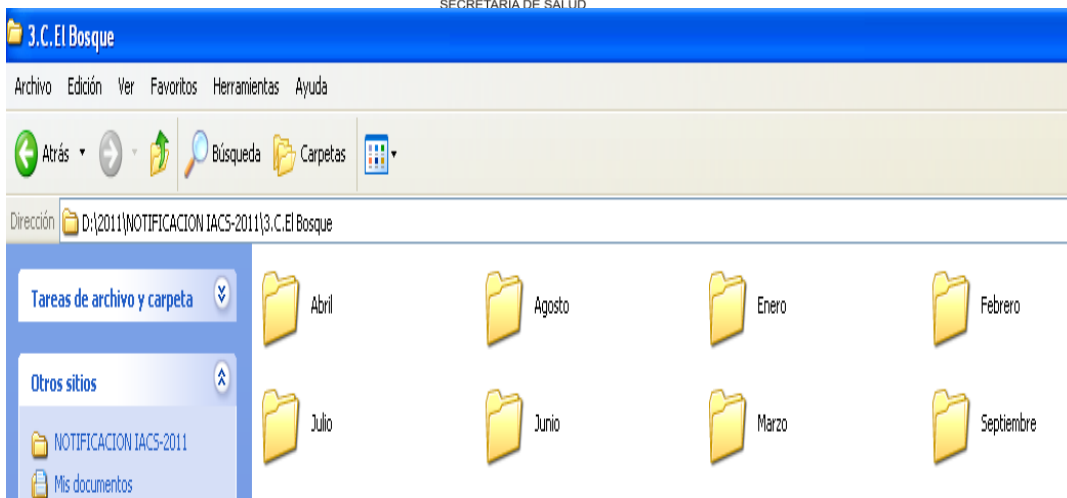 SECRETARIA DE SALUD
3.C.El Bosque
Archivo Edición Ver Favoritos Herramientas Ayuda
Atrás Búsqueda Carpetas
Dirección D:\2011\NOTIFICACION IACS-2011\3.C.El Bosque
Tareas de archivo y carpeta
Abril Agosto Enero Febrero
Otros sitios
Julio Junio Marzo Septiembre
NOTIFICACION IACS-2011
Mis documentos